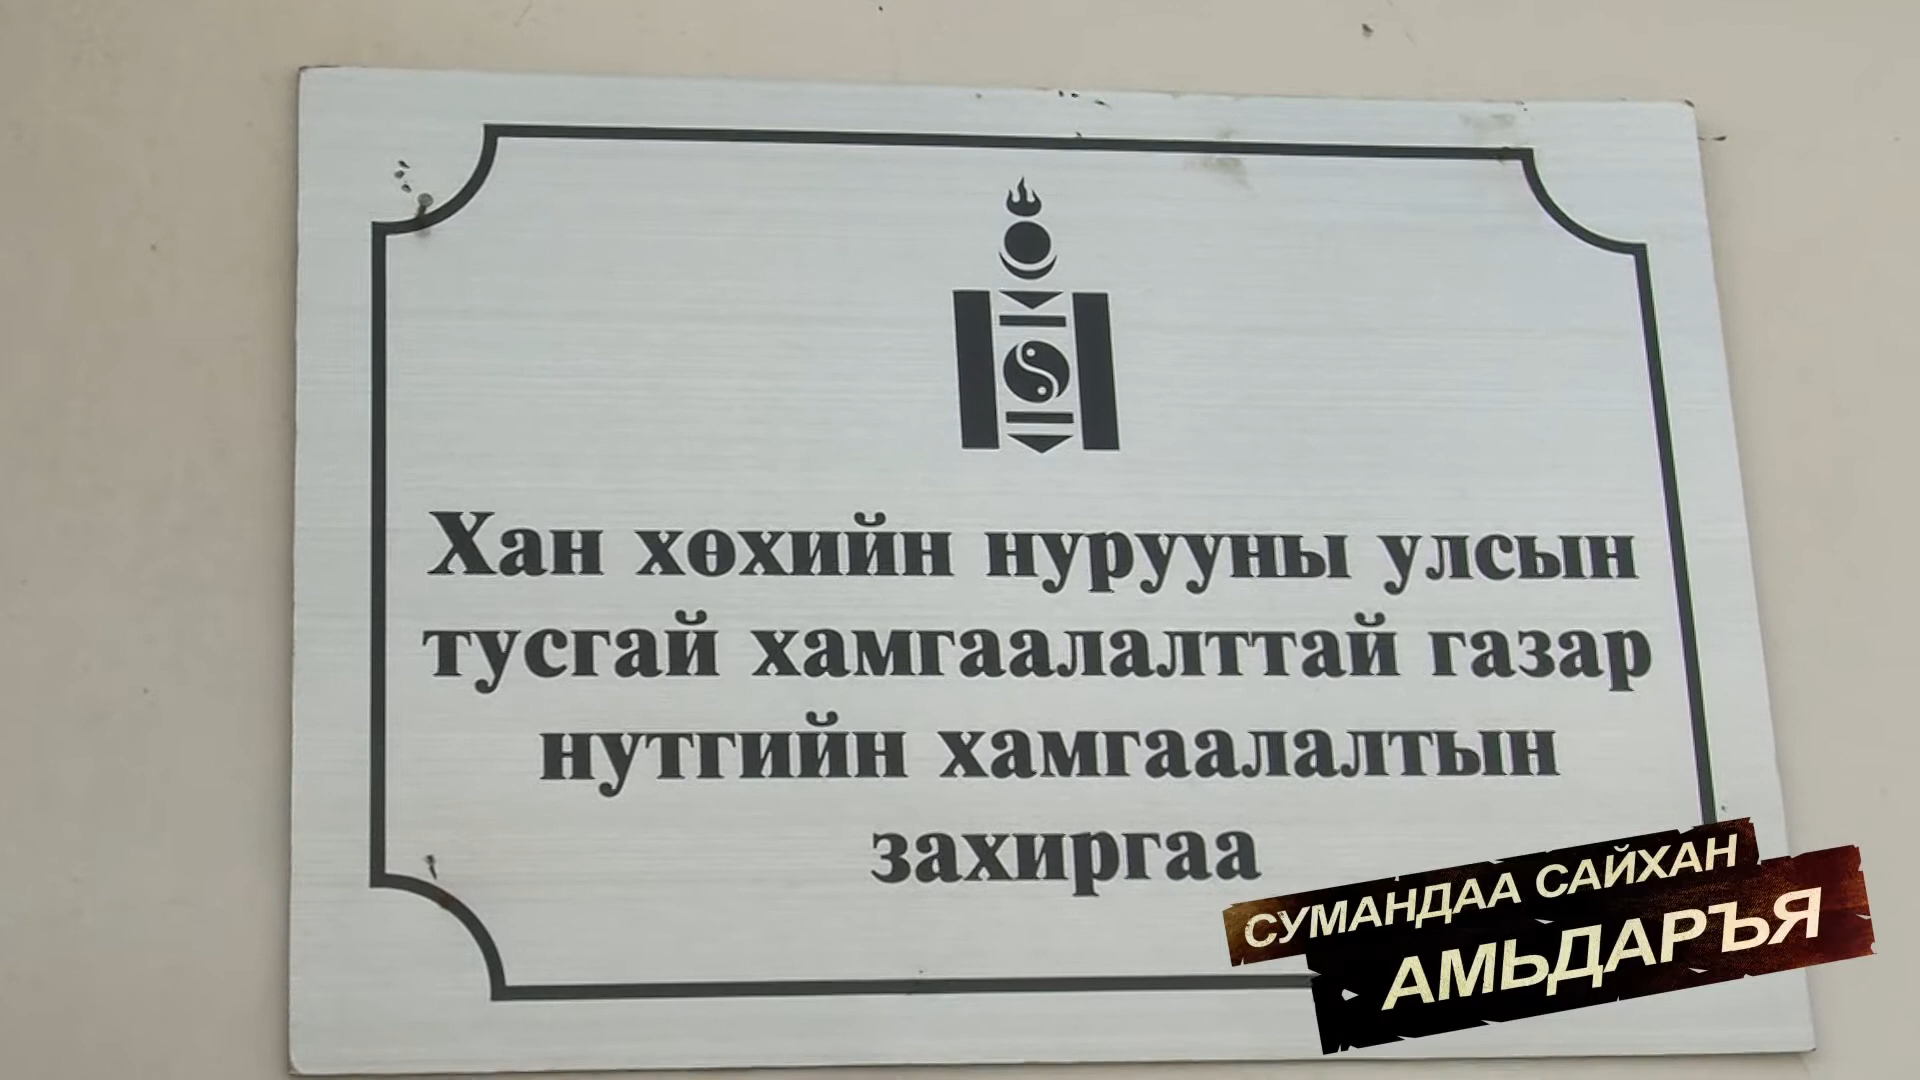 Хан хөхийн нурууны улсын
тусгай хамгаалалттай газар
нутгийн хамгаалалтын
захиргаа
СУМАНДАА САЙХАН
АМЬДАРЪЯ